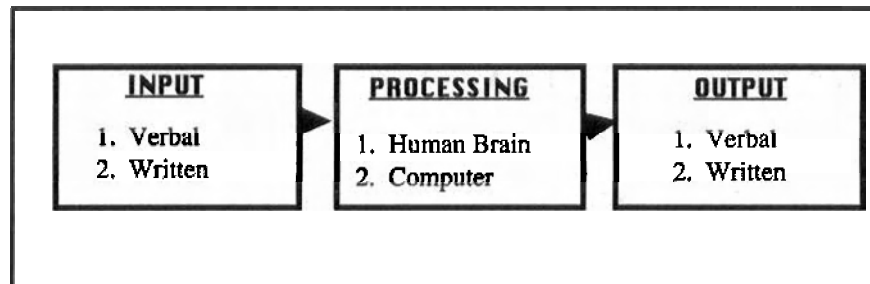 INPUT
1. Verbal
2. Written
PROCESSING
1. Human Brain
2. Computer
OUTPUT
1. Verbal
2. Written